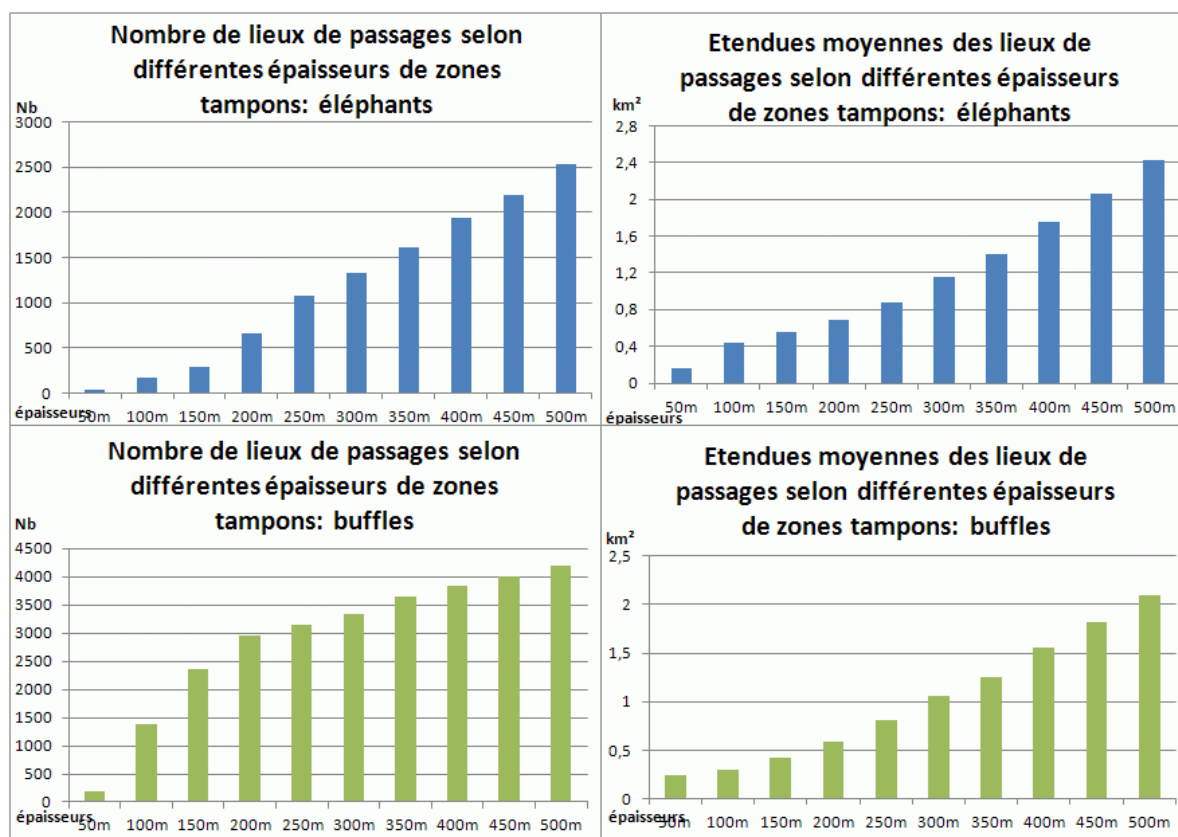 Nombre de lieux de passages selon
différentes épaisseurs de zones
tampons: éléphants
Nb
3000
2500
2000
1500
1000
500
0
épaisseurs
50m 100m 150m 200m 250m 300m 350m 400m 450m 500m
Etendues moyennes des lieux de
passages selon différentes épaisseurs
de zones tampons: éléphants
km²
2,8
2,4
2
1,6
1,2
0,8
0,4
0
épaisseurs
50m 100m 150m 200m 250m 300m 350m 400m 450m 500m
Nombre de lieux de passages selon
différentes épaisseurs de zones
tampons: buffles
Nb
4500
4000
3500
3000
2500
2000
1500
1000
500
0
épaisseurs
50m 100m 150m 200m 250m 300m 350m 400m 450m 500m
Etendues moyennes des lieux de
passages selon différentes épaisseurs
de zones tampons: buffles
km²
2,5
2
1,5
1
0,5
0
épaisseurs
50m 100m 150m 200m 250m 300m 350m 400m 450m 500m